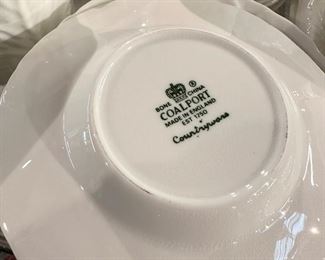 BONE CHINA ®
COALPORT
MADE IN ENGLAND
EST 1750
Countryware